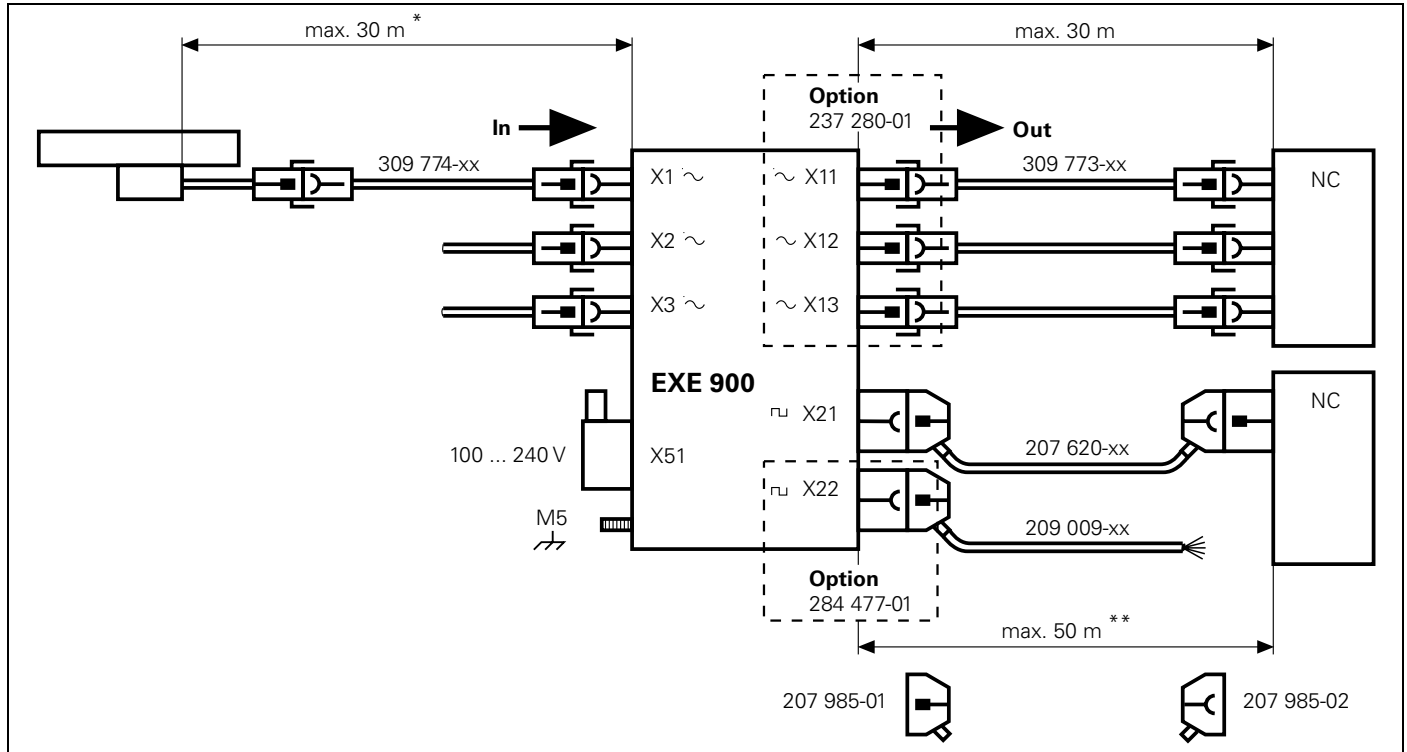 max. 30 m *
max. 30 m
Option
237 280-01
In
Out
309 774-xx
X1
X11
309 773-xx
NC
X2
X12
X3
X13
EXE 900
X21
NC
100 ... 240 V
X51
207 620-xx
X22
M5
209 009-xx
Option
284 477-01
max. 50 m **
207 985-01
207 985-02